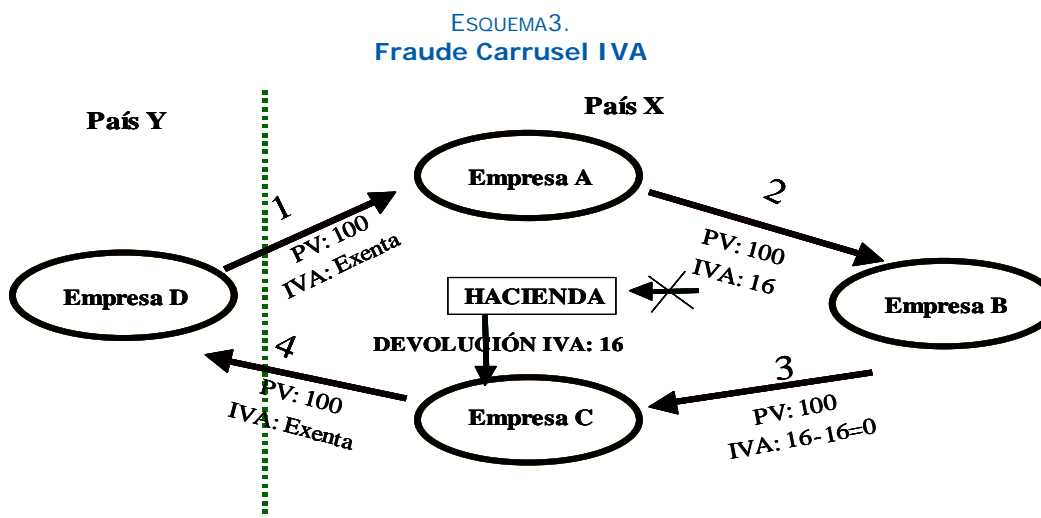 ESQUEMA3.
Fraude Carrusel IVA
País Y
País X
Empresa A
1
2
PV: 100
IVA: Exenta
PV: 100
IVA: 16
Empresa D
HACIENDA
Empresa B
DEVOLUCIÓN IVA: 16
4
3
PV: 100
IVA: Exenta
Empresa C
PV: 100
IVA: 16-16=0